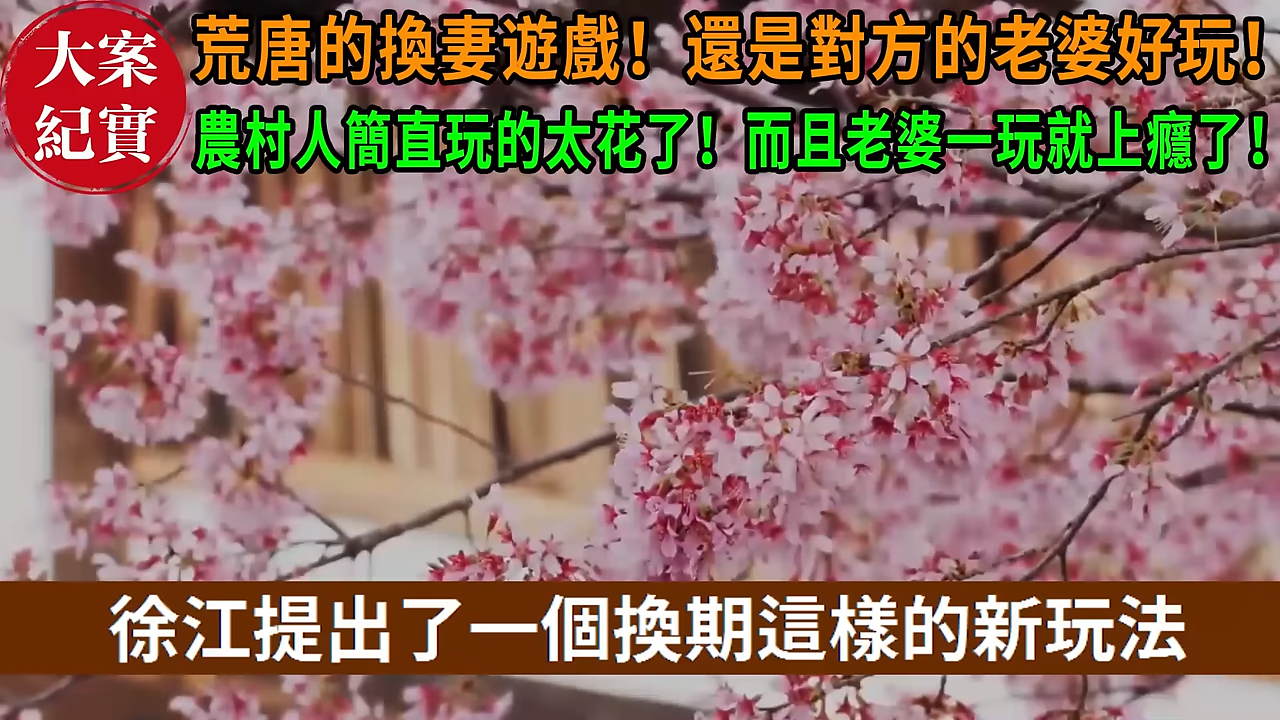 大案
紀實
荒唐的換妻遊戲！還是對方的老婆好玩！
農村人簡直玩的太花了！而且老婆一玩就上癮了！
徐江提出了一個換期這樣的新玩法